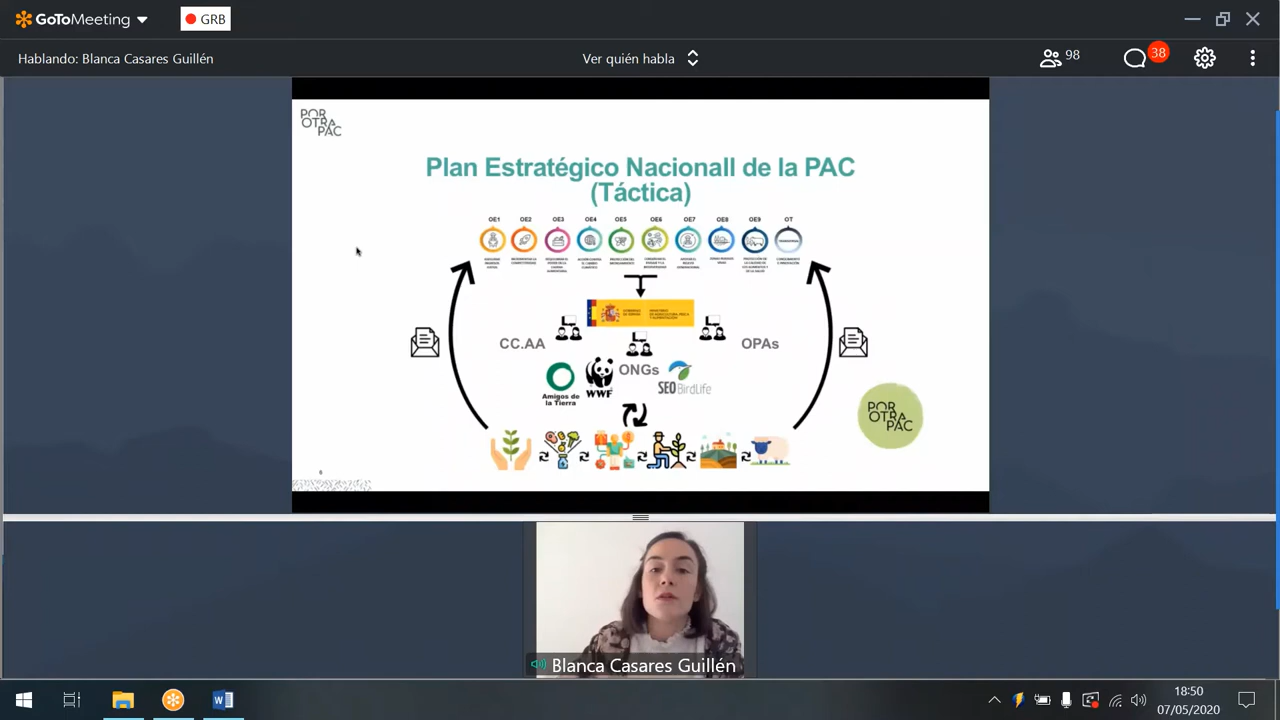 GoToMeeting
GRB
Hablando: Blanca Casares Guillén
Ver quién habla
98
38
POR
OTRA
PAC
Plan Estratégico Nacionall de la PAC
(Táctica)
OE1 OE2 OE3 OE4 OE5 OE6 OE7 OE8 OE9 OT
CC.AA
OPAs
ONGs
Amigos de
la Tierra
WWF
SEO BirdLife
POR
OTRA
PAC
6
Blanca Casares Guillén
18:50
07/05/2020